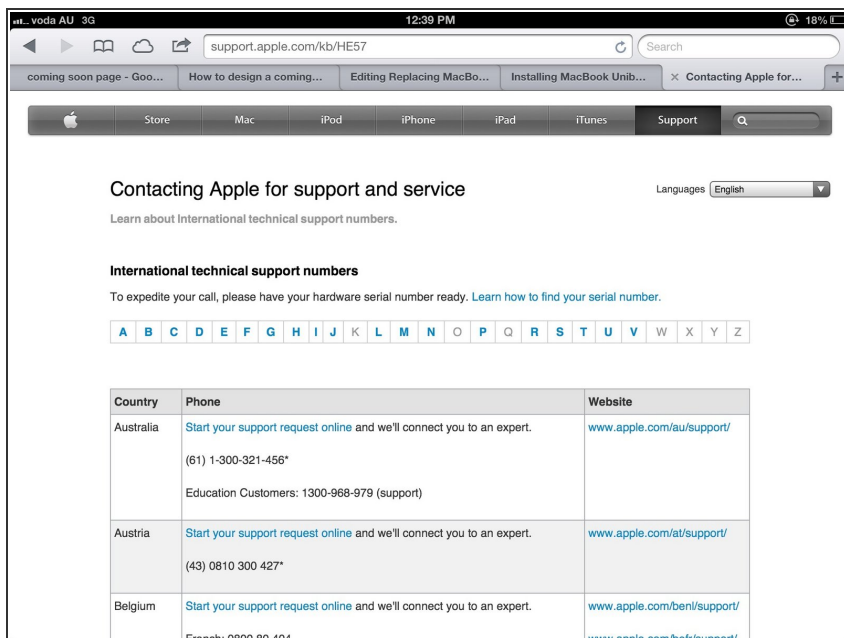 voda AU 3G 12:39 PM 18%
support.apple.com/kb/HE57 Search
coming soon page - Goo... How to design a coming... Editing Replacing MacBo... Installing MacBook Unib... × Contacting Apple for... +
Store Mac iPod iPhone iPad iTunes Support
Contacting Apple for support and service
Languages English
Learn about International technical support numbers.
International technical support numbers
To expedite your call, please have your hardware serial number ready. Learn how to find your serial number.
A B C D E F G H I J K L M N O P Q R S T U V W X Y Z
Country Phone Website
Australia Start your support request online and we'll connect you to an expert. www.apple.com/au/support/
(61) 1-300-321-456*
Education Customers: 1300-968-979 (support)
Austria Start your support request online and we'll connect you to an expert. www.apple.com/at/support/
(43) 0810 300 427*
Belgium Start your support request online and we'll connect you to an expert. www.apple.com/benl/support/